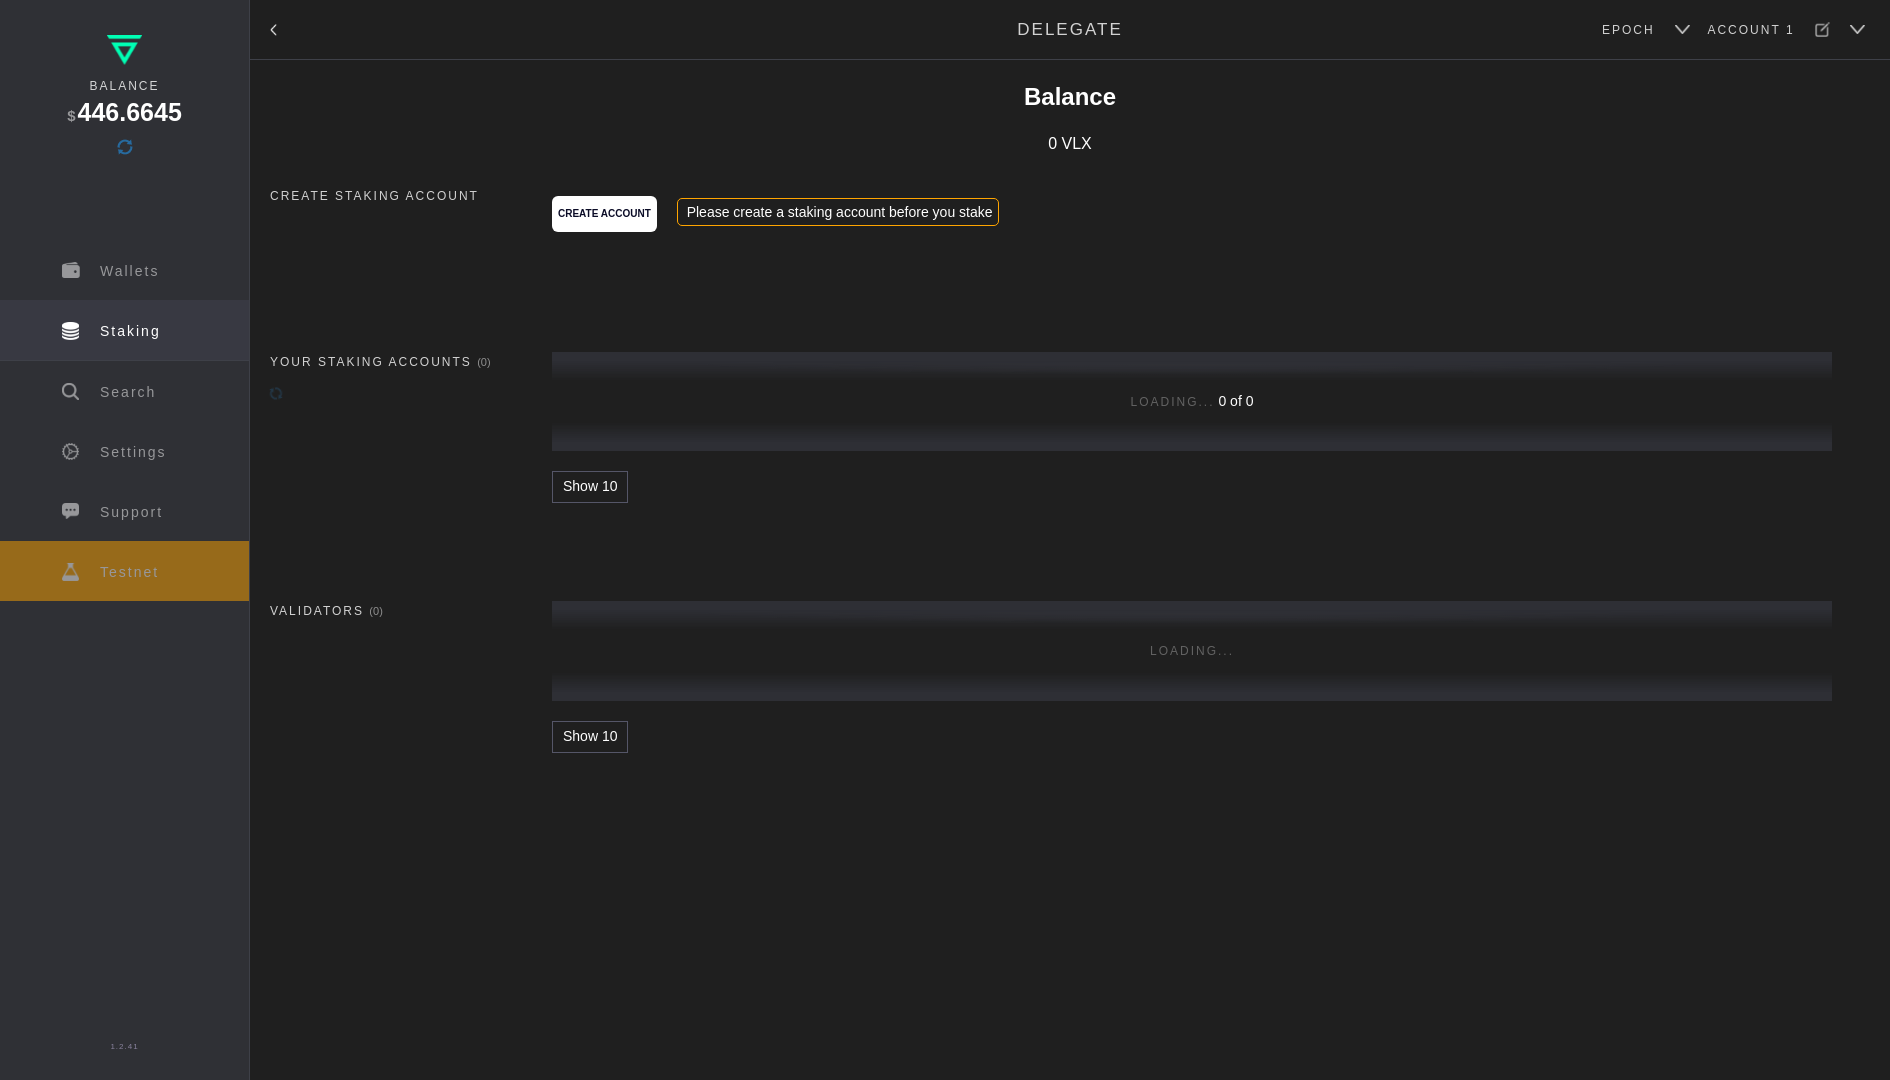 BALANCE
$446.6645
Wallets
Staking
Search
Settings
Support
Testnet
1.2.41
DELEGATE
EPOCH
ACCOUNT 1
Balance
0 VLX
CREATE STAKING ACCOUNT
CREATE ACCOUNT
Please create a staking account before you stake
YOUR STAKING ACCOUNTS (0)
LOADING... 0 of 0
Show 10
VALIDATORS (0)
LOADING...
Show 10